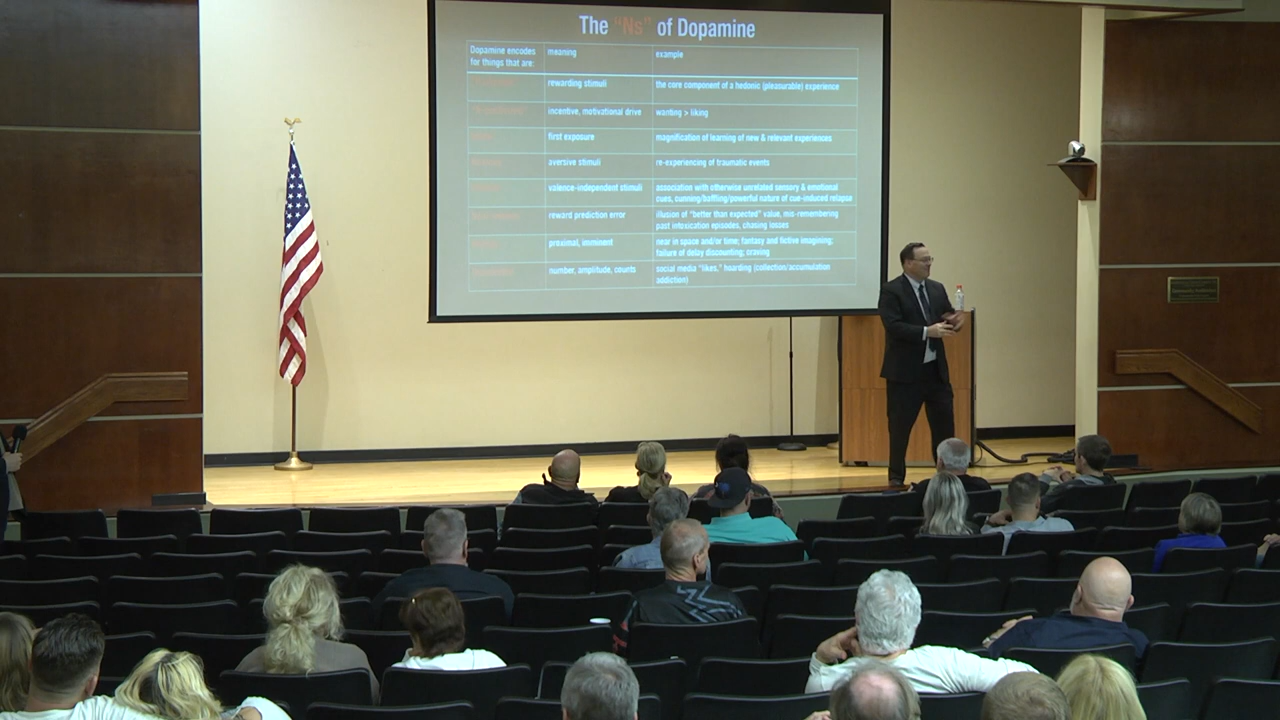 The "Ns" of Dopamine
Dopamine encodes for things that are: meaning example
rewarding stimuli the core component of a hedonic (pleasurable) experience
incentive, motivational drive wanting > liking
first exposure magnification of learning of new & relevant experiences
aversive stimuli re-experiencing of traumatic events
valence-independent stimuli association with otherwise unrelated sensory & emotional
cues, cunning/baffling/powerful nature of cue-induced relapse
reward prediction error illusion of "better than expected" value, mis-remembering
past intoxication episodes, chasing losses
proximal, imminent near in space and/or time; fantasy and fictive imagining;
failure of delay discounting; craving
number, amplitude, counts social media "likes," hoarding (collection/accumulation
addiction)